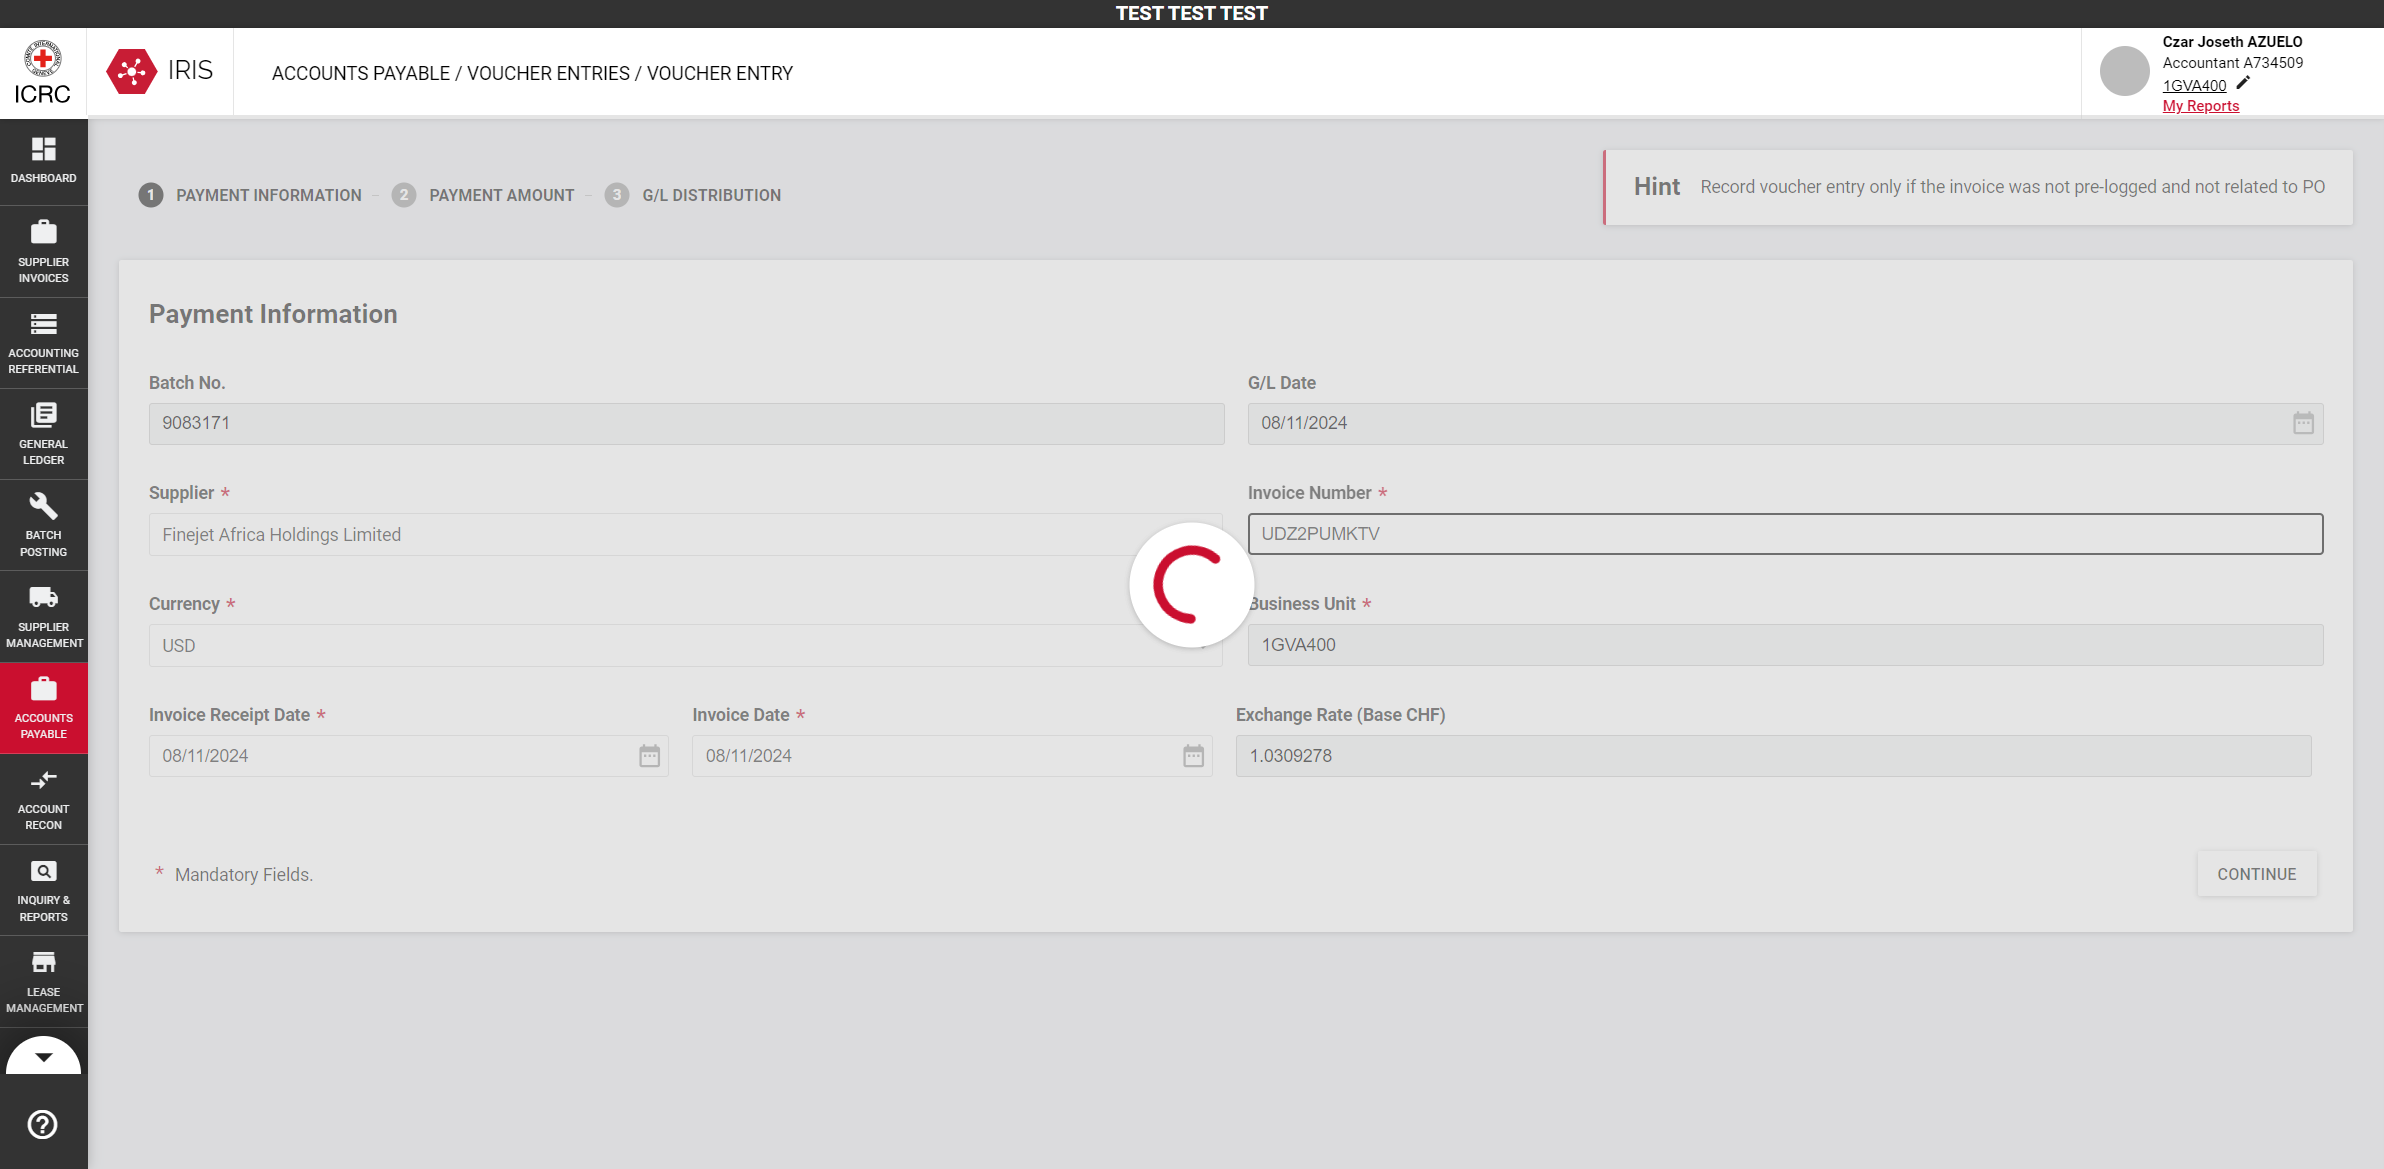 TEST TEST TEST
ICRC
IRIS
ACCOUNTS PAYABLE / VOUCHER ENTRIES / VOUCHER ENTRY
Czar Joseth AZUELO
Accountant A734509
1GVA400
My Reports
DASHBOARD
SUPPLIER
INVOICES
ACCOUNTING
REFERENTIAL
GENERAL
LEDGER
BATCH
POSTING
SUPPLIER
MANAGEMENT
ACCOUNTS
PAYABLE
ACCOUNT
RECON
INQUIRY &
REPORTS
LEASE
MANAGEMENT
1 PAYMENT INFORMATION - 2 PAYMENT AMOUNT - 3 G/L DISTRIBUTION
Hint Record voucher entry only if the invoice was not pre-logged and not related to PO
Payment Information
Batch No.
9083171
G/L Date
08/11/2024
Supplier *
Finejet Africa Holdings Limited
Invoice Number *
UDZ2PUMKTV
Currency *
USD
Business Unit *
1GVA400
Invoice Receipt Date *
08/11/2024
Invoice Date *
08/11/2024
Exchange Rate (Base CHF)
1.0309278
* Mandatory Fields.
CONTINUE